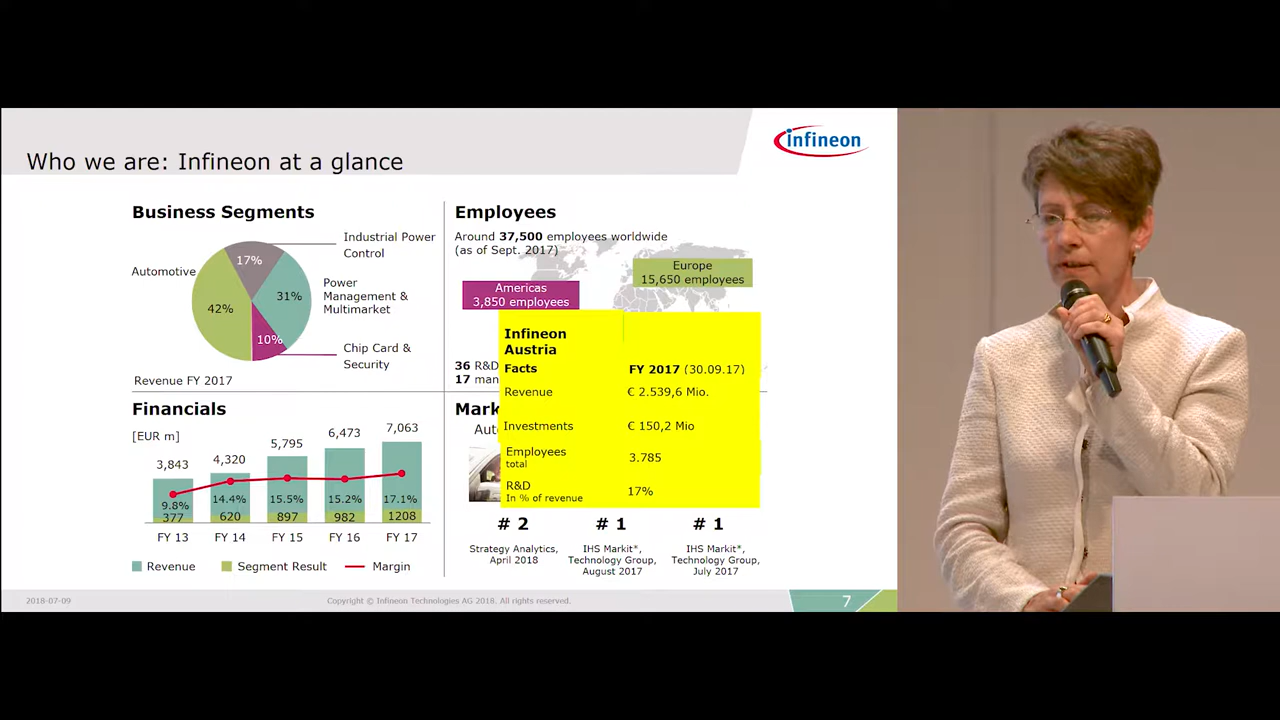 infineon
Who we are: Infineon at a glance
Business Segments
Industrial Power
Control
17%
Automotive
31%
Power
Management &
Multimarket
42%
10%
Chip Card &
Security
Revenue FY 2017
Employees
Around 37,500 employees worldwide
(as of Sept. 2017)
Europe
15,650 employees
Americas
3,850 employees
36 R&D
17 man
Infineon
Austria
Facts FY 2017 (30.09.17)
Revenue € 2.539,6 Mio.
Investments € 150,2 Mio
Employees
total
3.785
R&D
In % of revenue
17%
Financials
[EUR m]
3,843 4,320 5,795 6,473 7,063
9.8% 14.4% 15.5% 15.2% 17.1%
377 620 897 982 1208
FY 13 FY 14 FY 15 FY 16 FY 17
Revenue Segment Result Margin
Mark
Aut
# 2 # 1 # 1
Strategy Analytics,
April 2018
IHS Markit*,
Technology Group,
August 2017
IHS Markit*,
Technology Group,
July 2017
2018-07-09 Copyright © Infineon Technologies AG 2018. All rights reserved. 7